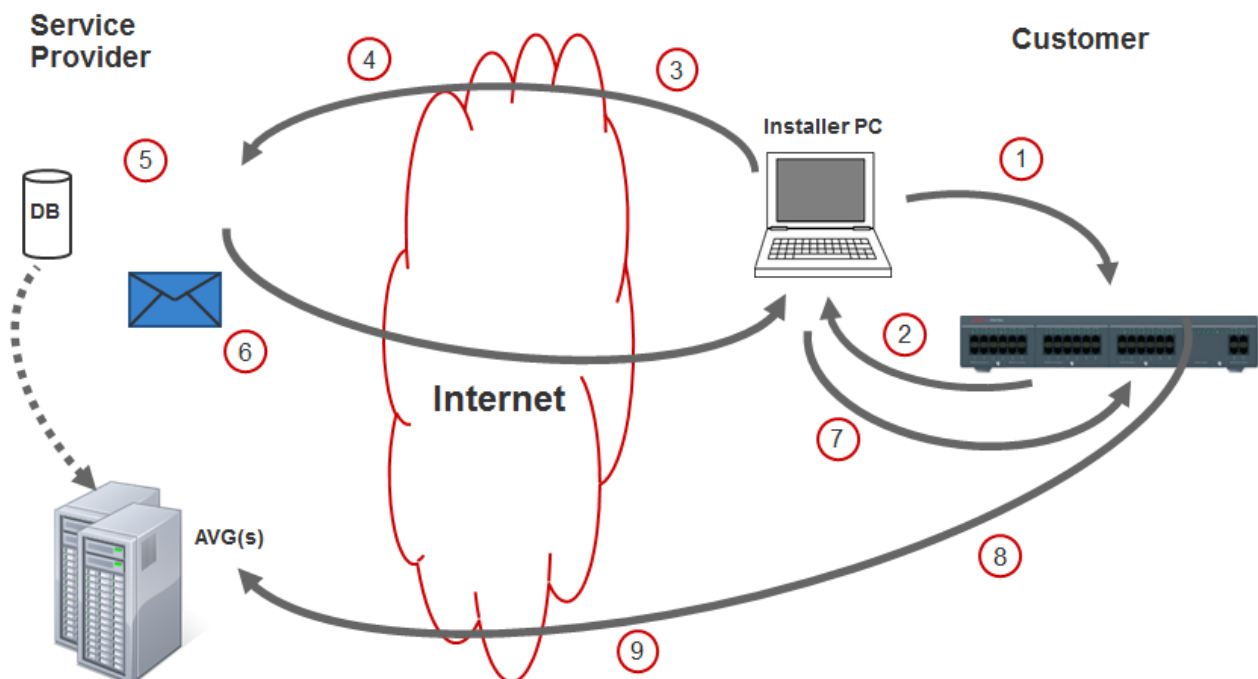 Service
Provider
Customer
4
3
Installer PC
1
5
DB
2
6
Internet
7
AVG(s)
8
9